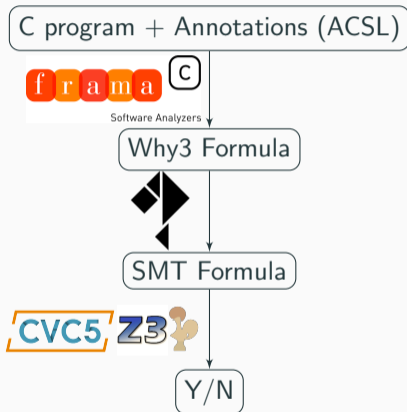 C program + Annotations (ACSL)
frama C
Software Analyzers
Why3 Formula
SMT Formula
CVC5 Z3
Y/N